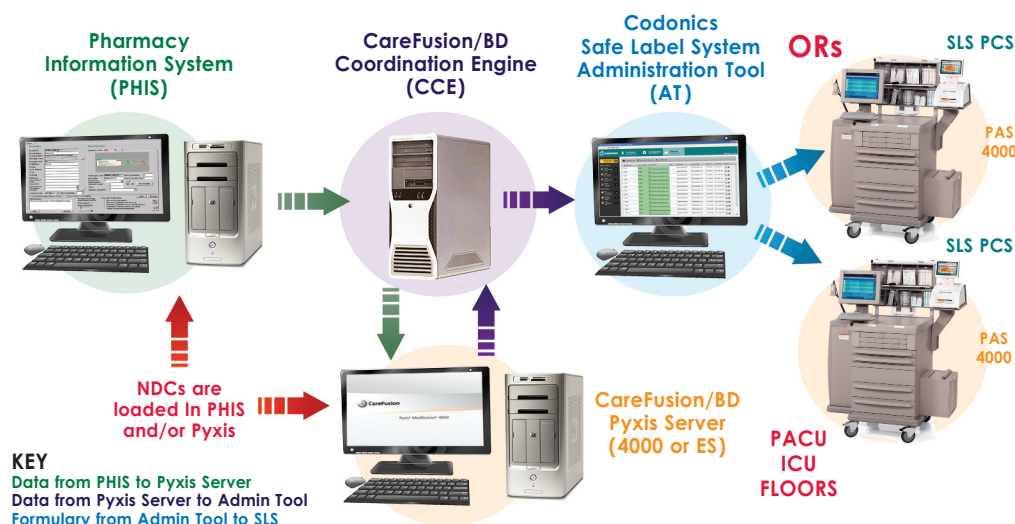 Pharmacy
Information System
(PHIS)
CareFusion/BD
Coordination Engine
(CCE)
Codonics
Safe Label System
Administration Tool
(AT)
ORs
SLS PCS
PAS
4000
SLS PCS
PAS
4000
NDCs are
loaded In PHIS
and/or Pyxis
CareFusion
Pyxis MedStation 4000
CareFusion/BD
Pyxis Server
(4000 or ES)
PACU
ICU
FLOORS
KEY
Data from PHIS to Pyxis Server
Data from Pyxis Server to Admin Tool
Formulary from Admin Tool to SLS